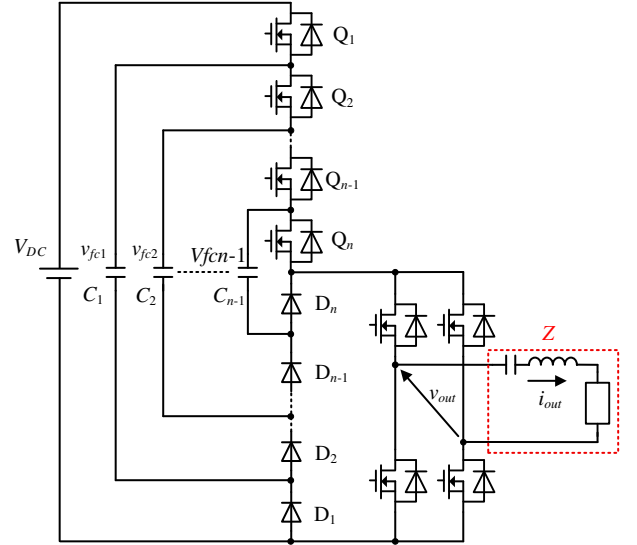 Q1
Q2
Qn-1
Qn
VDC
vfc1
vfc2
Vfcn-1
C1
C2
Cn-1
Dn
Dn-1
D2
D1
Z
vout
iout